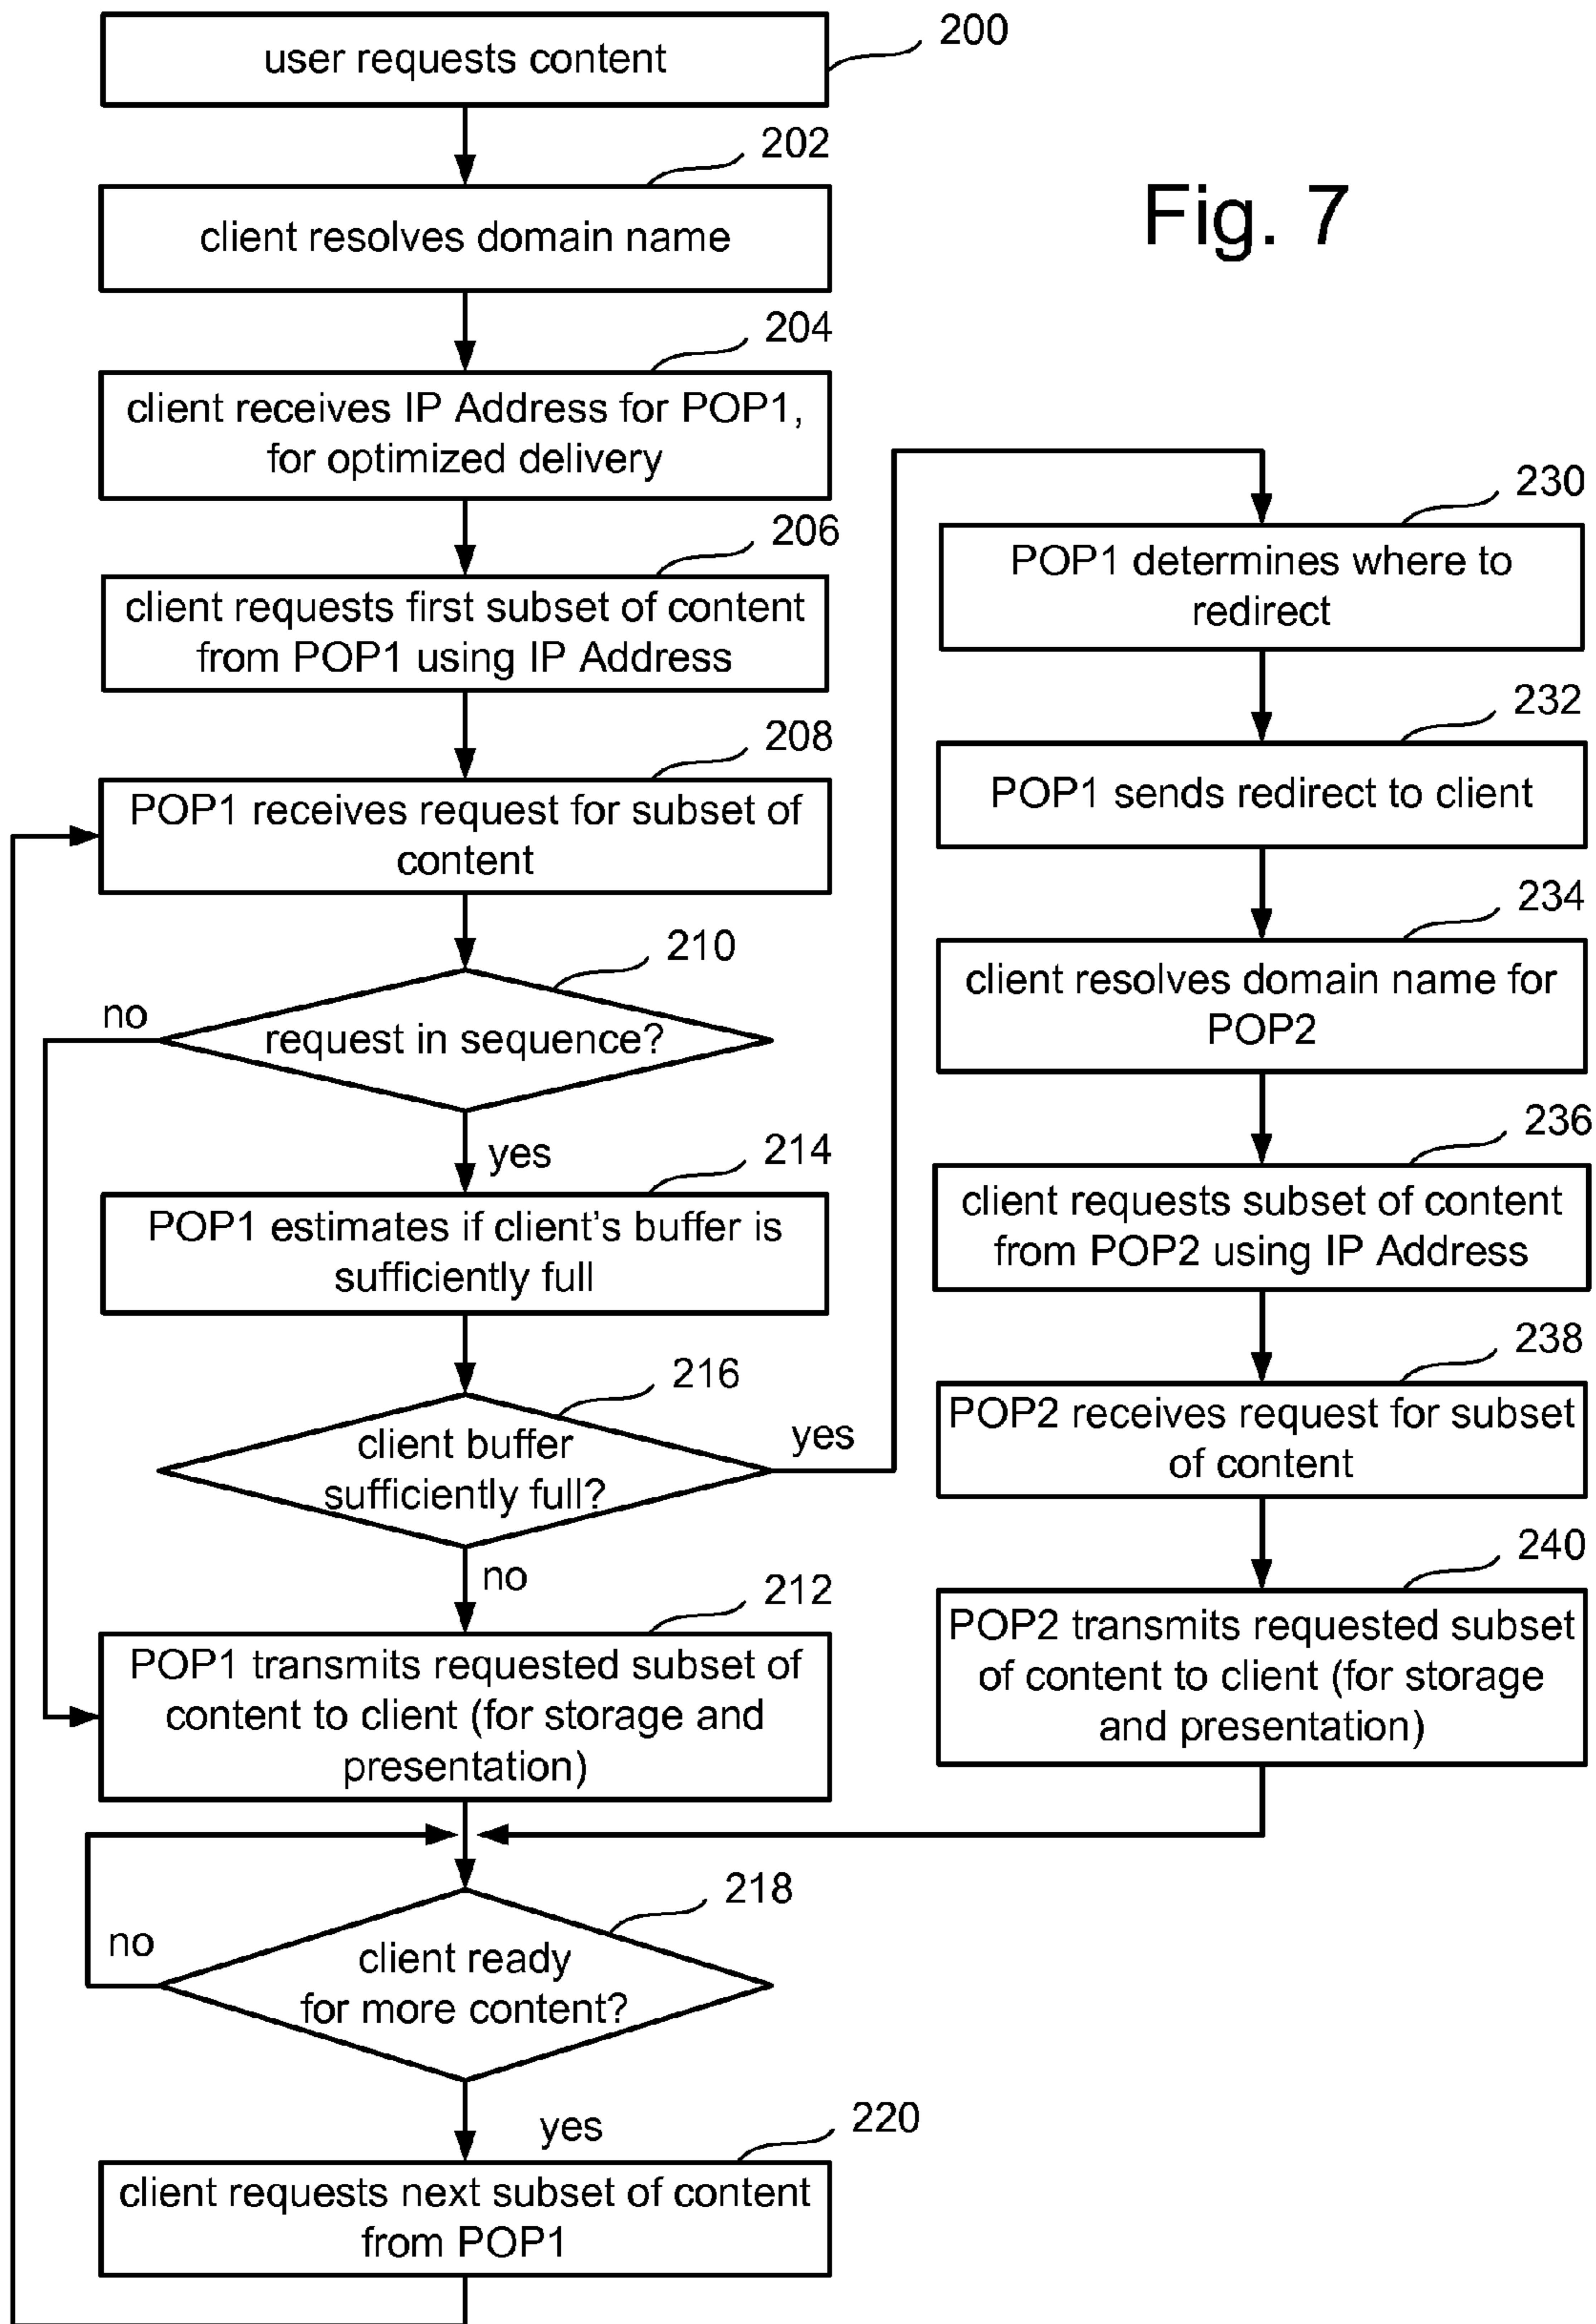 user requests content
200
202
client resolves domain name
Fig. 7
204
client receives IP Address for POP1,
for optimized delivery
206
client requests first subset of content
from POP1 using IP Address
208
POP1 receives request for subset of
content
210
no
request in sequence?
yes
214
POP1 estimates if client's buffer is
sufficiently full
216
client buffer
sufficiently full?
yes
no
212
POP1 transmits requested subset of
content to client (for storage and
presentation)
218
no
client ready
for more content?
yes
220
client requests next subset of content
from POP1
230
POP1 determines where to
redirect
232
POP1 sends redirect to client
234
client resolves domain name for
POP2
236
client requests subset of content
from POP2 using IP Address
238
POP2 receives request for subset
of content
240
POP2 transmits requested subset
of content to client (for storage
and presentation)